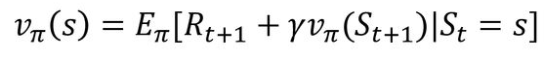 𝑣_𝜋(𝑠) = 𝐸_𝜋[𝑅_{𝑡+1} + 𝛾𝑣_𝜋(𝑆_{𝑡+1})|𝑆_𝑡 = 𝑠]